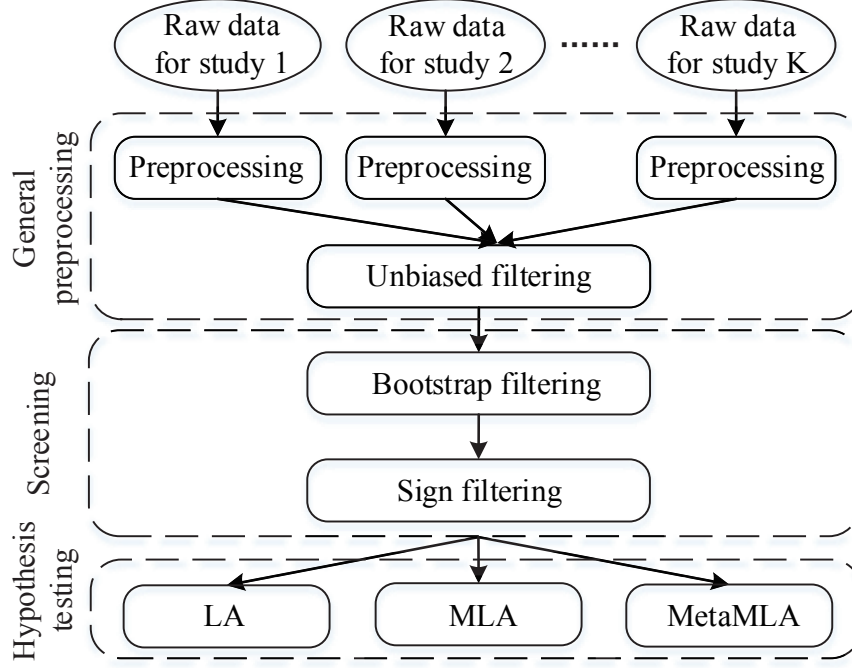 Raw data
for study 1
Raw data
for study 2
......
Raw data
for study K
General
preprocessing
Preprocessing
Preprocessing
Preprocessing
Unbiased filtering
Screening
Bootstrap filtering
Sign filtering
Hypothesis
testing
LA
MLA
MetaMLA